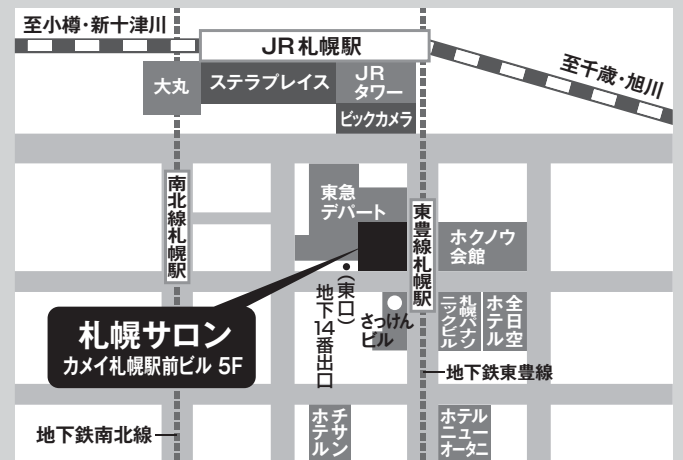 至小樽・新十津川
JR札幌駅
至千歳・旭川
大丸
ステラプレイス
JR
タワー
ビックカメラ
南北線札幌駅
東急
デパート
東豊線札幌駅
ホクノウ
会館
(東口)
地下14番出口
さっけん
ビル
札幌パナソ
ニックビル
全日空
ホテル
札幌サロン
カメイ札幌駅前ビル 5F
地下鉄東豊線
地下鉄南北線
チサン
ホテル
ホテル
ニュー
オータニ